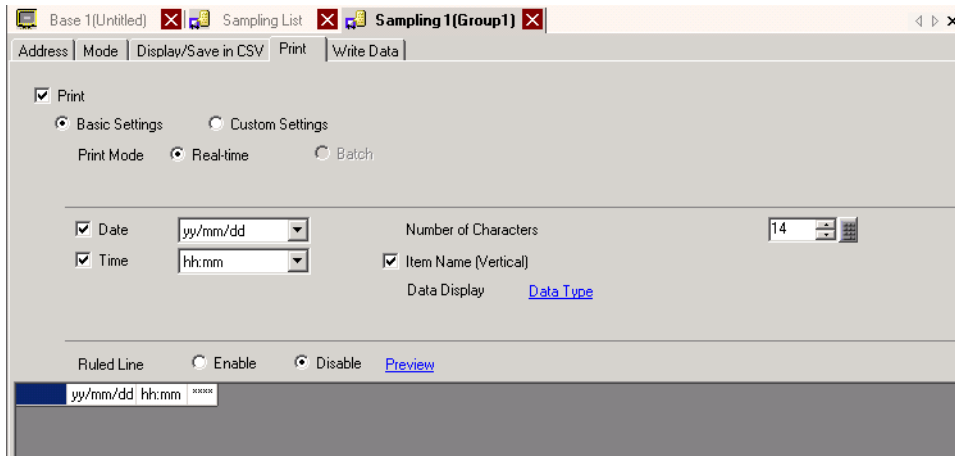 Base 1(Untitled) Sampling List Sampling 1(Group1)
Address Mode Display/Save in CSV Print Write Data
Print
Basic Settings Custom Settings
Print Mode Real-time Batch
Date yy/mm/dd Number of Characters 14
Time hh:mm Item Name (Vertical)
Data Display Data Type
Ruled Line Enable Disable Preview
yy/mm/dd hh:mm ****